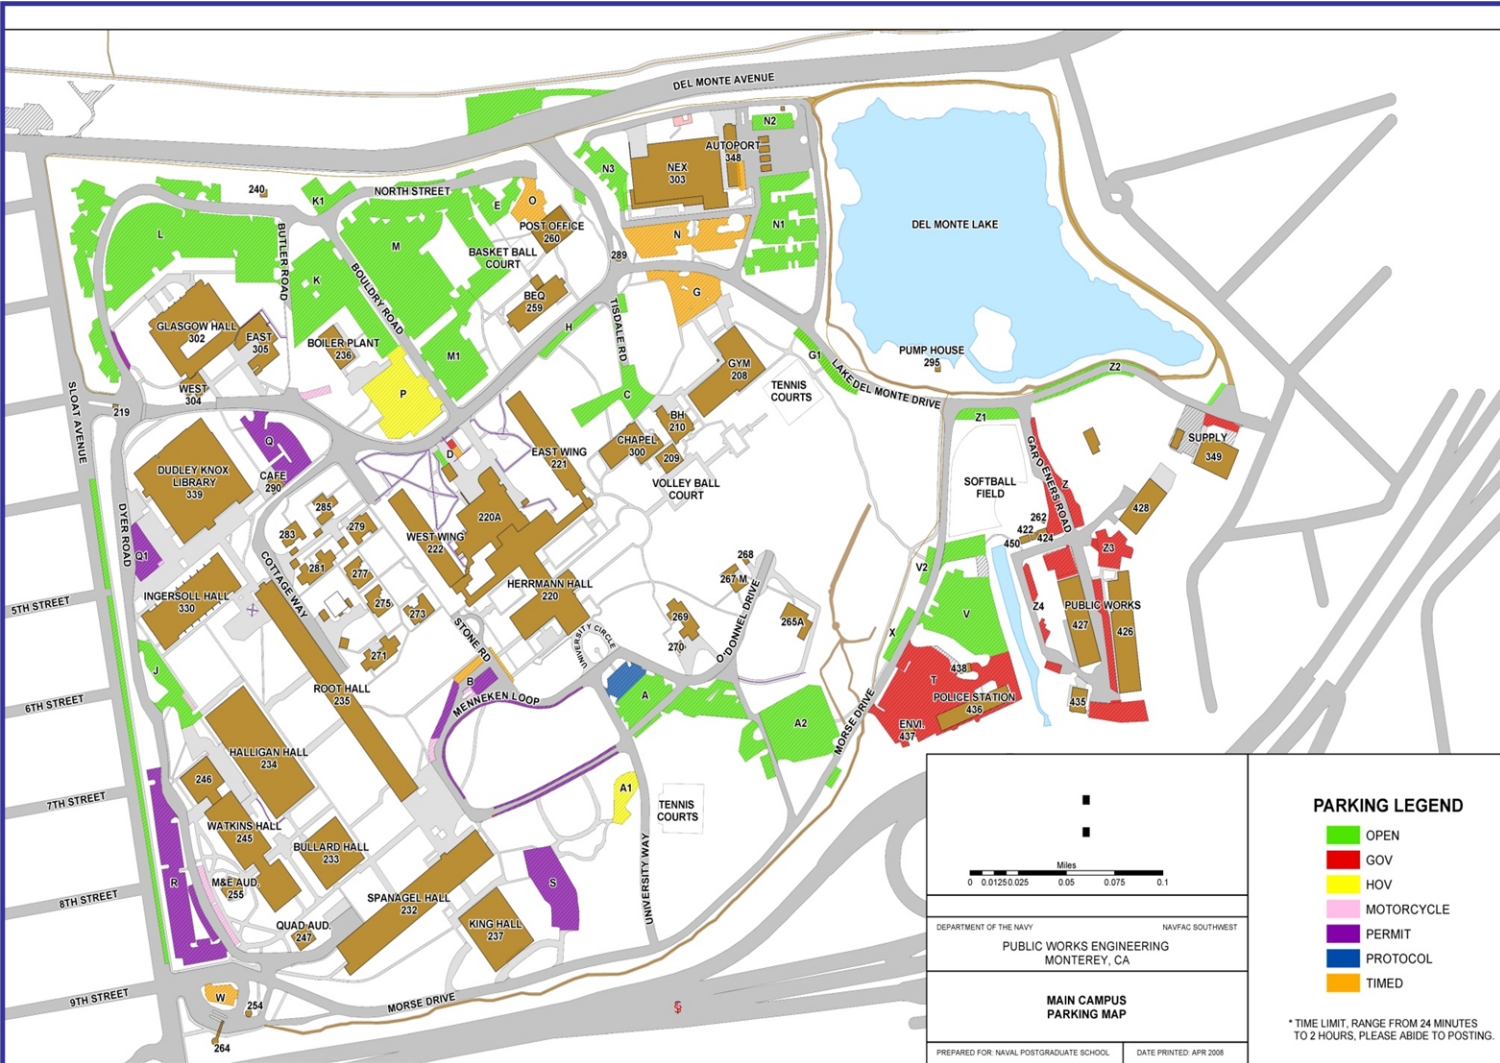 DEL MONTE AVENUE
N2
AUTOPORT
348
NEX
303
N3
240
K1
NORTH STREET
E
O
POST OFFICE
260
L
BUTLER ROAD
M
BASKET BALL
COURT
N
N1
DEL MONTE LAKE
K
BOULDRY ROAD
289
BEQ
259
G
GLASGOW HALL
302
EAST
305
BOILER PLANT
236
H
TISDALE RD
M1
G1
GYM
208
PUMP HOUSE
295
LAKE DEL MONTE DRIVE
Z2
WEST
304
P
C
TENNIS
COURTS
SLOAT AVENUE
219
BH
210
Z1
Q
CHAPEL
300
209
EAST WING
221
D
SUPPLY
349
DUDLEY KNOX
LIBRARY
339
CAFE
290
VOLLEY BALL
COURT
SOFTBALL
FIELD
GARDENERS ROAD
Z
DYER ROAD
285
283
279
220A
WEST WING
222
262
422
424
450
428
Q1
281
277
268
267 M
V2
Z3
COTTAGE WAY
INGERSOLL HALL
330
275
273
HERRMANN HALL
220
5TH STREET
269
270
265A
O'DONNEL DRIVE
V
X
Z4
PUBLIC WORKS
427
426
271
STONE RD
UNIVERSITY CIRCLE
J
ROOT HALL
235
B
MENNEKEN LOOP
A
438
T
POLICE STATION
436
435
6TH STREET
A2
MORSE DRIVE
ENVI.
437
HALLIGAN HALL
234
246
A1
TENNIS
COURTS
7TH STREET
WATKINS HALL
245
BULLARD HALL
233
UNIVERSITY WAY
R
M&E AUD.
255
S
8TH STREET
SPANAGEL HALL
232
QUAD AUD.
247
KING HALL
237
9TH STREET
W
254
264
MORSE DRIVE
Miles
0 0.01250.025 0.05 0.075 0.1
DEPARTMENT OF THE NAVY NAVFAC SOUTHWEST
PUBLIC WORKS ENGINEERING
MONTEREY, CA
MAIN CAMPUS
PARKING MAP
PREPARED FOR: NAVAL POSTGRADUATE SCHOOL DATE PRINTED: APR 2008
PARKING LEGEND
OPEN
GOV
HOV
MOTORCYCLE
PERMIT
PROTOCOL
TIMED
* TIME LIMIT, RANGE FROM 24 MINUTES
TO 2 HOURS, PLEASE ABIDE TO POSTING.